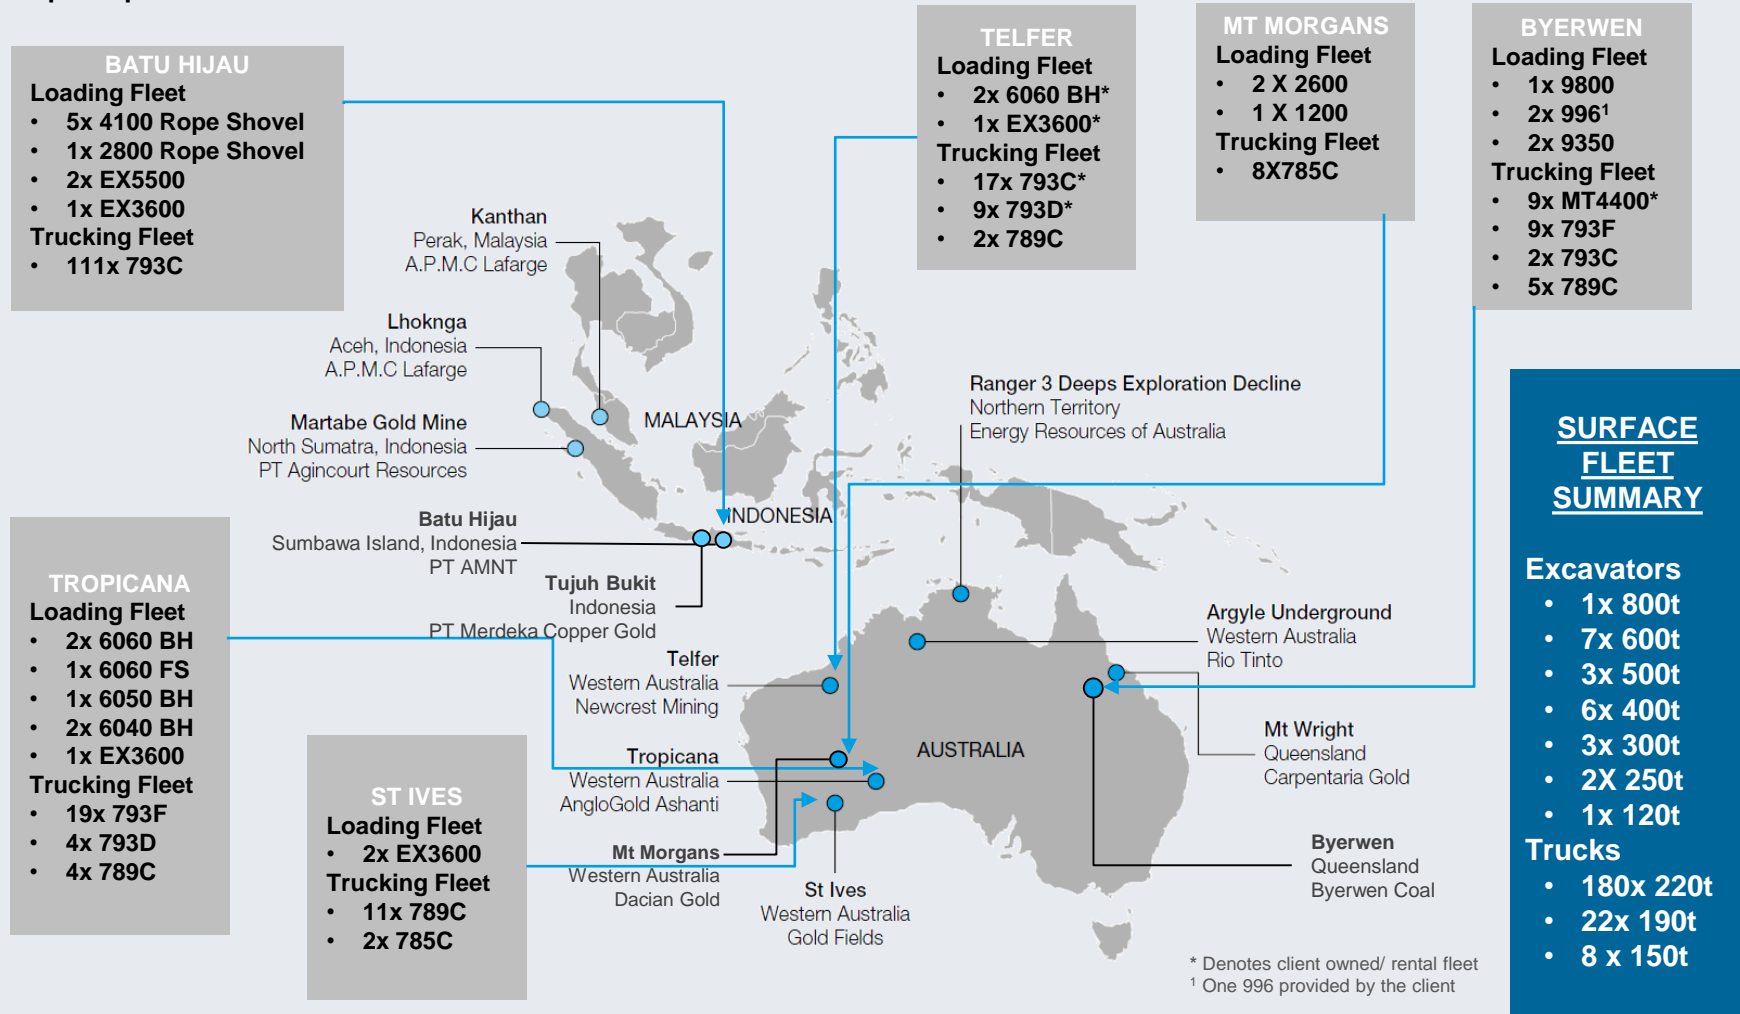 BATU HIJAU
Loading Fleet
• 5x 4100 Rope Shovel
• 1x 2800 Rope Shovel
• 2x EX5500
• 1x EX3600
Trucking Fleet
• 111x 793C
TELFER
Loading Fleet
• 2x 6060 BH*
• 1x EX3600*
Trucking Fleet
• 17x 793C*
• 9x 793D*
• 2x 789C
MT MORGANS
Loading Fleet
• 2 X 2600
• 1 X 1200
Trucking Fleet
• 8X785C
BYERWEN
Loading Fleet
• 1x 9800
• 2x 996¹
• 2x 9350
Trucking Fleet
• 9x MT4400*
• 9x 793F
• 2x 793C
• 5x 789C
Kanthan
Perak, Malaysia
A.P.M.C Lafarge
Lhoknga
Aceh, Indonesia
A.P.M.C Lafarge
Martabe Gold Mine
North Sumatra, Indonesia
PT Agincourt Resources
MALAYSIA
Ranger 3 Deeps Exploration Decline
Northern Territory
Energy Resources of Australia
INDONESIA
Batu Hijau
Sumbawa Island, Indonesia
PT AMNT
Tujuh Bukit
Indonesia
PT Merdeka Copper Gold
TROPICANA
Loading Fleet
• 2x 6060 BH
• 1x 6060 FS
• 1x 6050 BH
• 2x 6040 BH
• 1x EX3600
Trucking Fleet
• 19x 793F
• 4x 793D
• 4x 789C
Telfer
Western Australia
Newcrest Mining
Argyle Underground
Western Australia
Rio Tinto
Tropicana
Western Australia
AngloGold Ashanti
AUSTRALIA
Mt Wright
Queensland
Carpentaria Gold
ST IVES
Loading Fleet
• 2x EX3600
Trucking Fleet
• 11x 789C
• 2x 785C
Mt Morgans
Western Australia
Dacian Gold
St Ives
Western Australia
Gold Fields
Byerwen
Queensland
Byerwen Coal
* Denotes client owned/ rental fleet
¹ One 996 provided by the client
SURFACE
FLEET
SUMMARY
Excavators
• 1x 800t
• 7x 600t
• 3x 500t
• 6x 400t
• 3x 300t
• 2X 250t
• 1x 120t
Trucks
• 180x 220t
• 22x 190t
• 8 x 150t